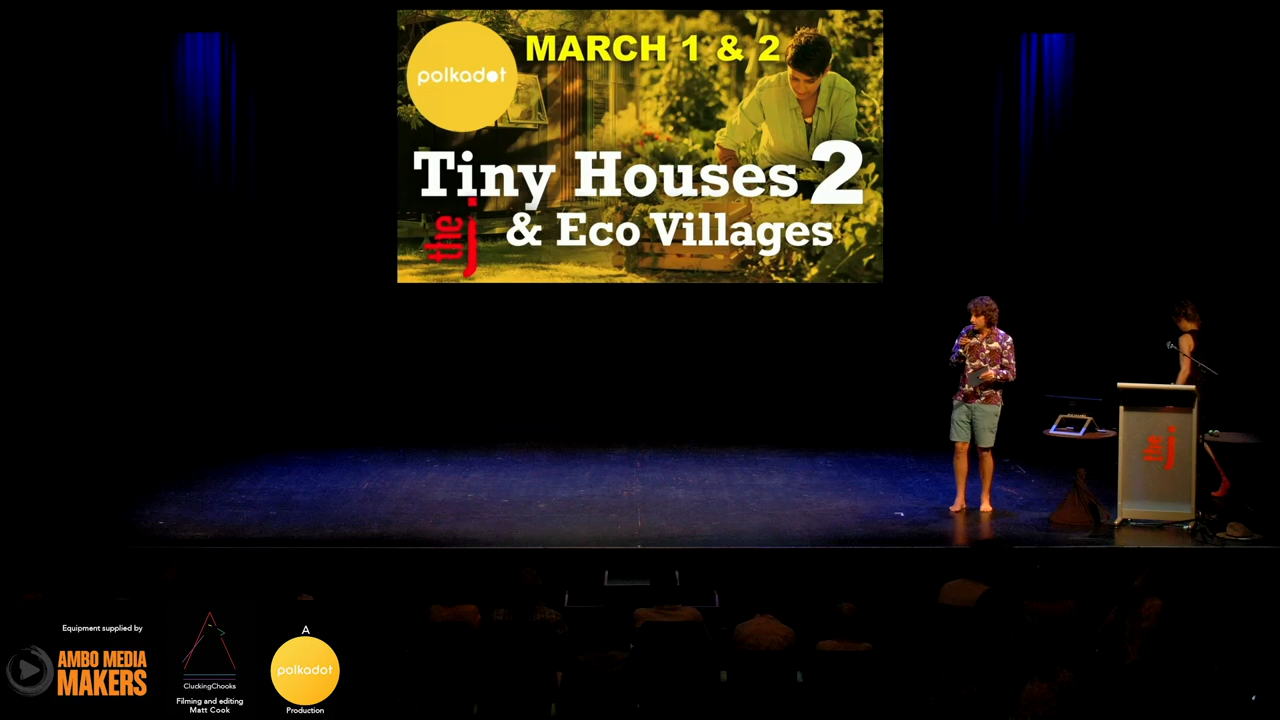 MARCH 1 & 2
polkadot
Tiny Houses 2
& Eco Villages
the j.
the j.
Equipment supplied by
AMBO MEDIA
MAKERS
CluckingChooks
Filming and editing
Matt Cook
A
polkadot
Production